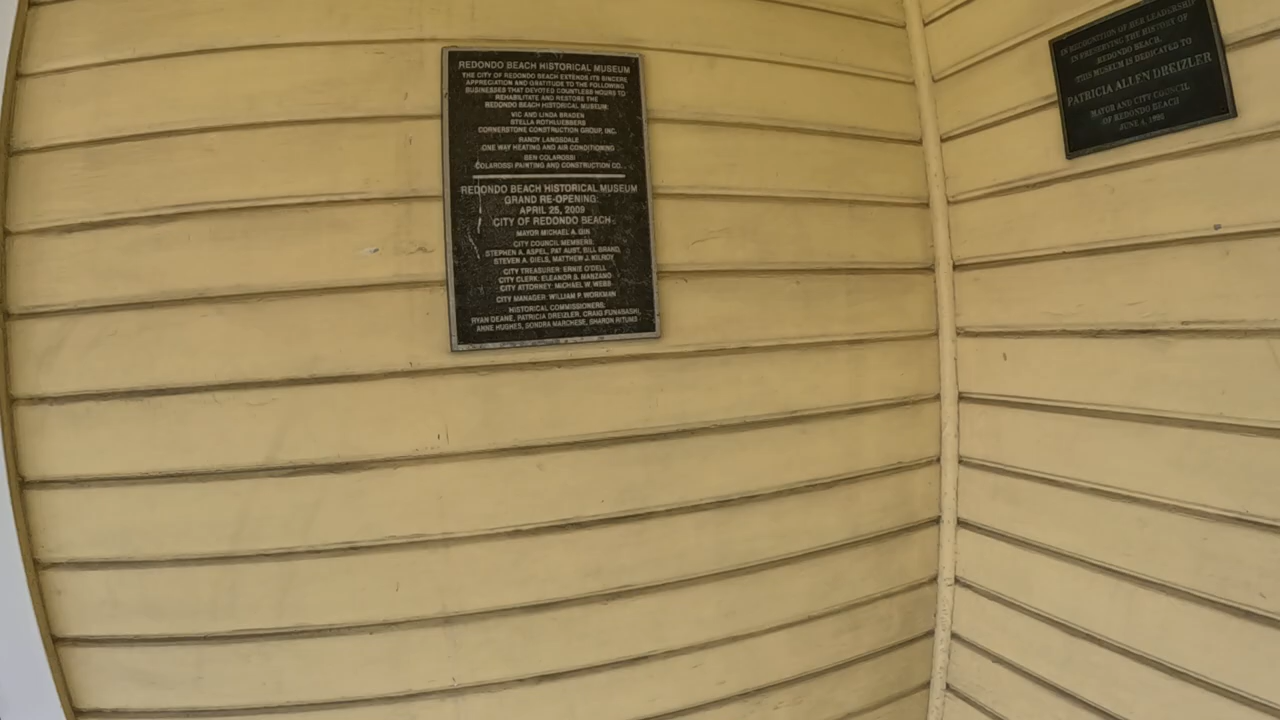 REDONDO BEACH HISTORICAL MUSEUM
THE CITY OF REDONDO BEACH EXTENDS ITS SINCERE
APPRECIATION AND GRATITUDE TO THE FOLLOWING
BUSINESSES THAT DEVOTED COUNTLESS HOURS TO
REHABILITATE AND RESTORE THE
REDONDO BEACH HISTORICAL MUSEUM:
VIC AND LINDA BRADEN
STELLA ROTHLUEBBERS
CORNERSTONE CONSTRUCTION GROUP, INC.
RANDY LANGSDALE
ONE WAY HEATING AND AIR CONDITIONING
BEN COLAROSSI
COLAROSSI PAINTING AND CONSTRUCTION CO.
REDONDO BEACH HISTORICAL MUSEUM
GRAND RE-OPENING
APRIL 25, 2009
CITY OF REDONDO BEACH
MAYOR MICHAEL A. GIN
CITY COUNCIL MEMBERS:
STEPHEN A. ASPEL, PAT AUST, BILL BRAND,
STEVEN A. DIELS, MATTHEW J. KILROY
CITY TREASURER: ERNIE O'DELL
CITY CLERK: ELEANOR S. MANZANO
CITY ATTORNEY: MICHAEL W. WEBB
CITY MANAGER: WILLIAM P. WORKMAN
HISTORICAL COMMISSIONERS:
RYAN DEANE, PATRICIA DREIZLER, CRAIG FUNABASHI,
ANNE HUGHES, DONDRA MARCHESE, SHARON RITUMS
IN RECOGNITION OF HER LEADERSHIP
IN PRESERVING THE HISTORY OF
REDONDO BEACH,
THIS MUSEUM IS DEDICATED TO
PATRICIA ALLEN DREIZLER
MAYOR AND CITY COUNCIL
OF REDONDO BEACH
JUNE 4,